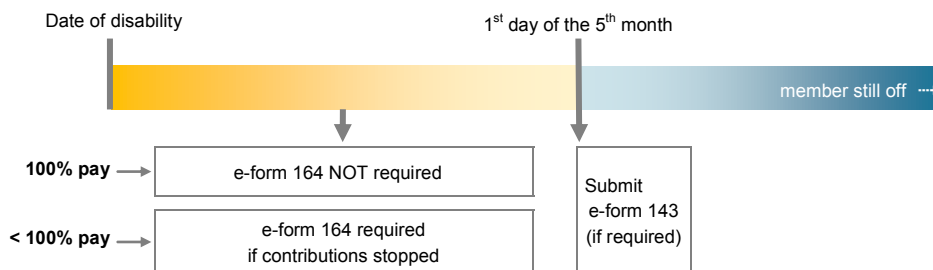 Date of disability
1st day of the 5th month
member still off
100% pay
e-form 164 NOT required
< 100% pay
e-form 164 required
if contributions stopped
Submit
e-form 143
(if required)